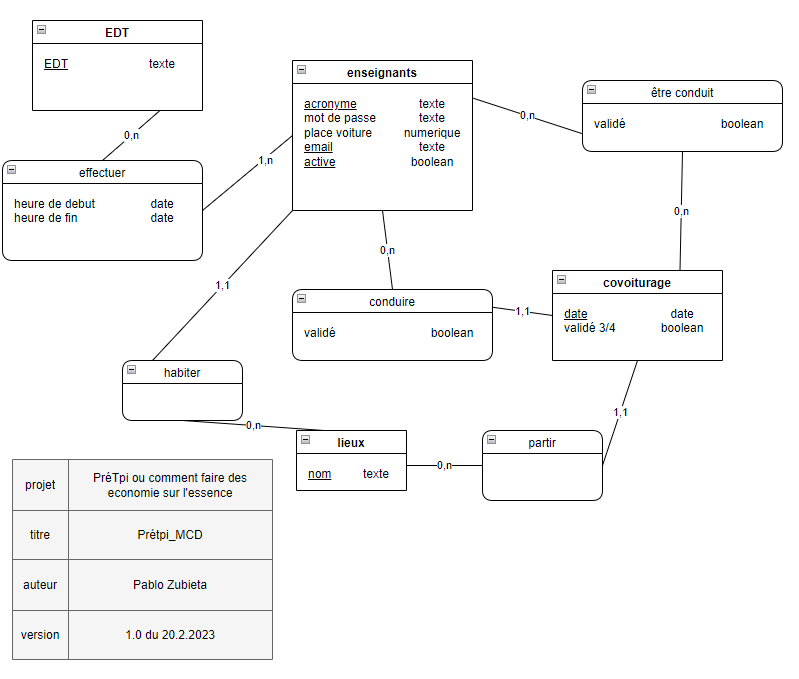 EDT
EDT texte
0,n
effectuer
heure de debut date
heure de fin date
1,n
enseignants
acronyme texte
mot de passe texte
place voiture numerique
email texte
active boolean
0,n
être conduit
validé boolean
0,n
0,n
1,1
conduire
validé boolean
1,1
covoiturage
date date
validé 3/4 boolean
habiter
0,n
lieux
nom texte
0,n
partir
1,1
projet PréTpi ou comment faire des
economie sur l'essence
titre Prétpi_MCD
auteur Pablo Zubieta
version 1.0 du 20.2.2023